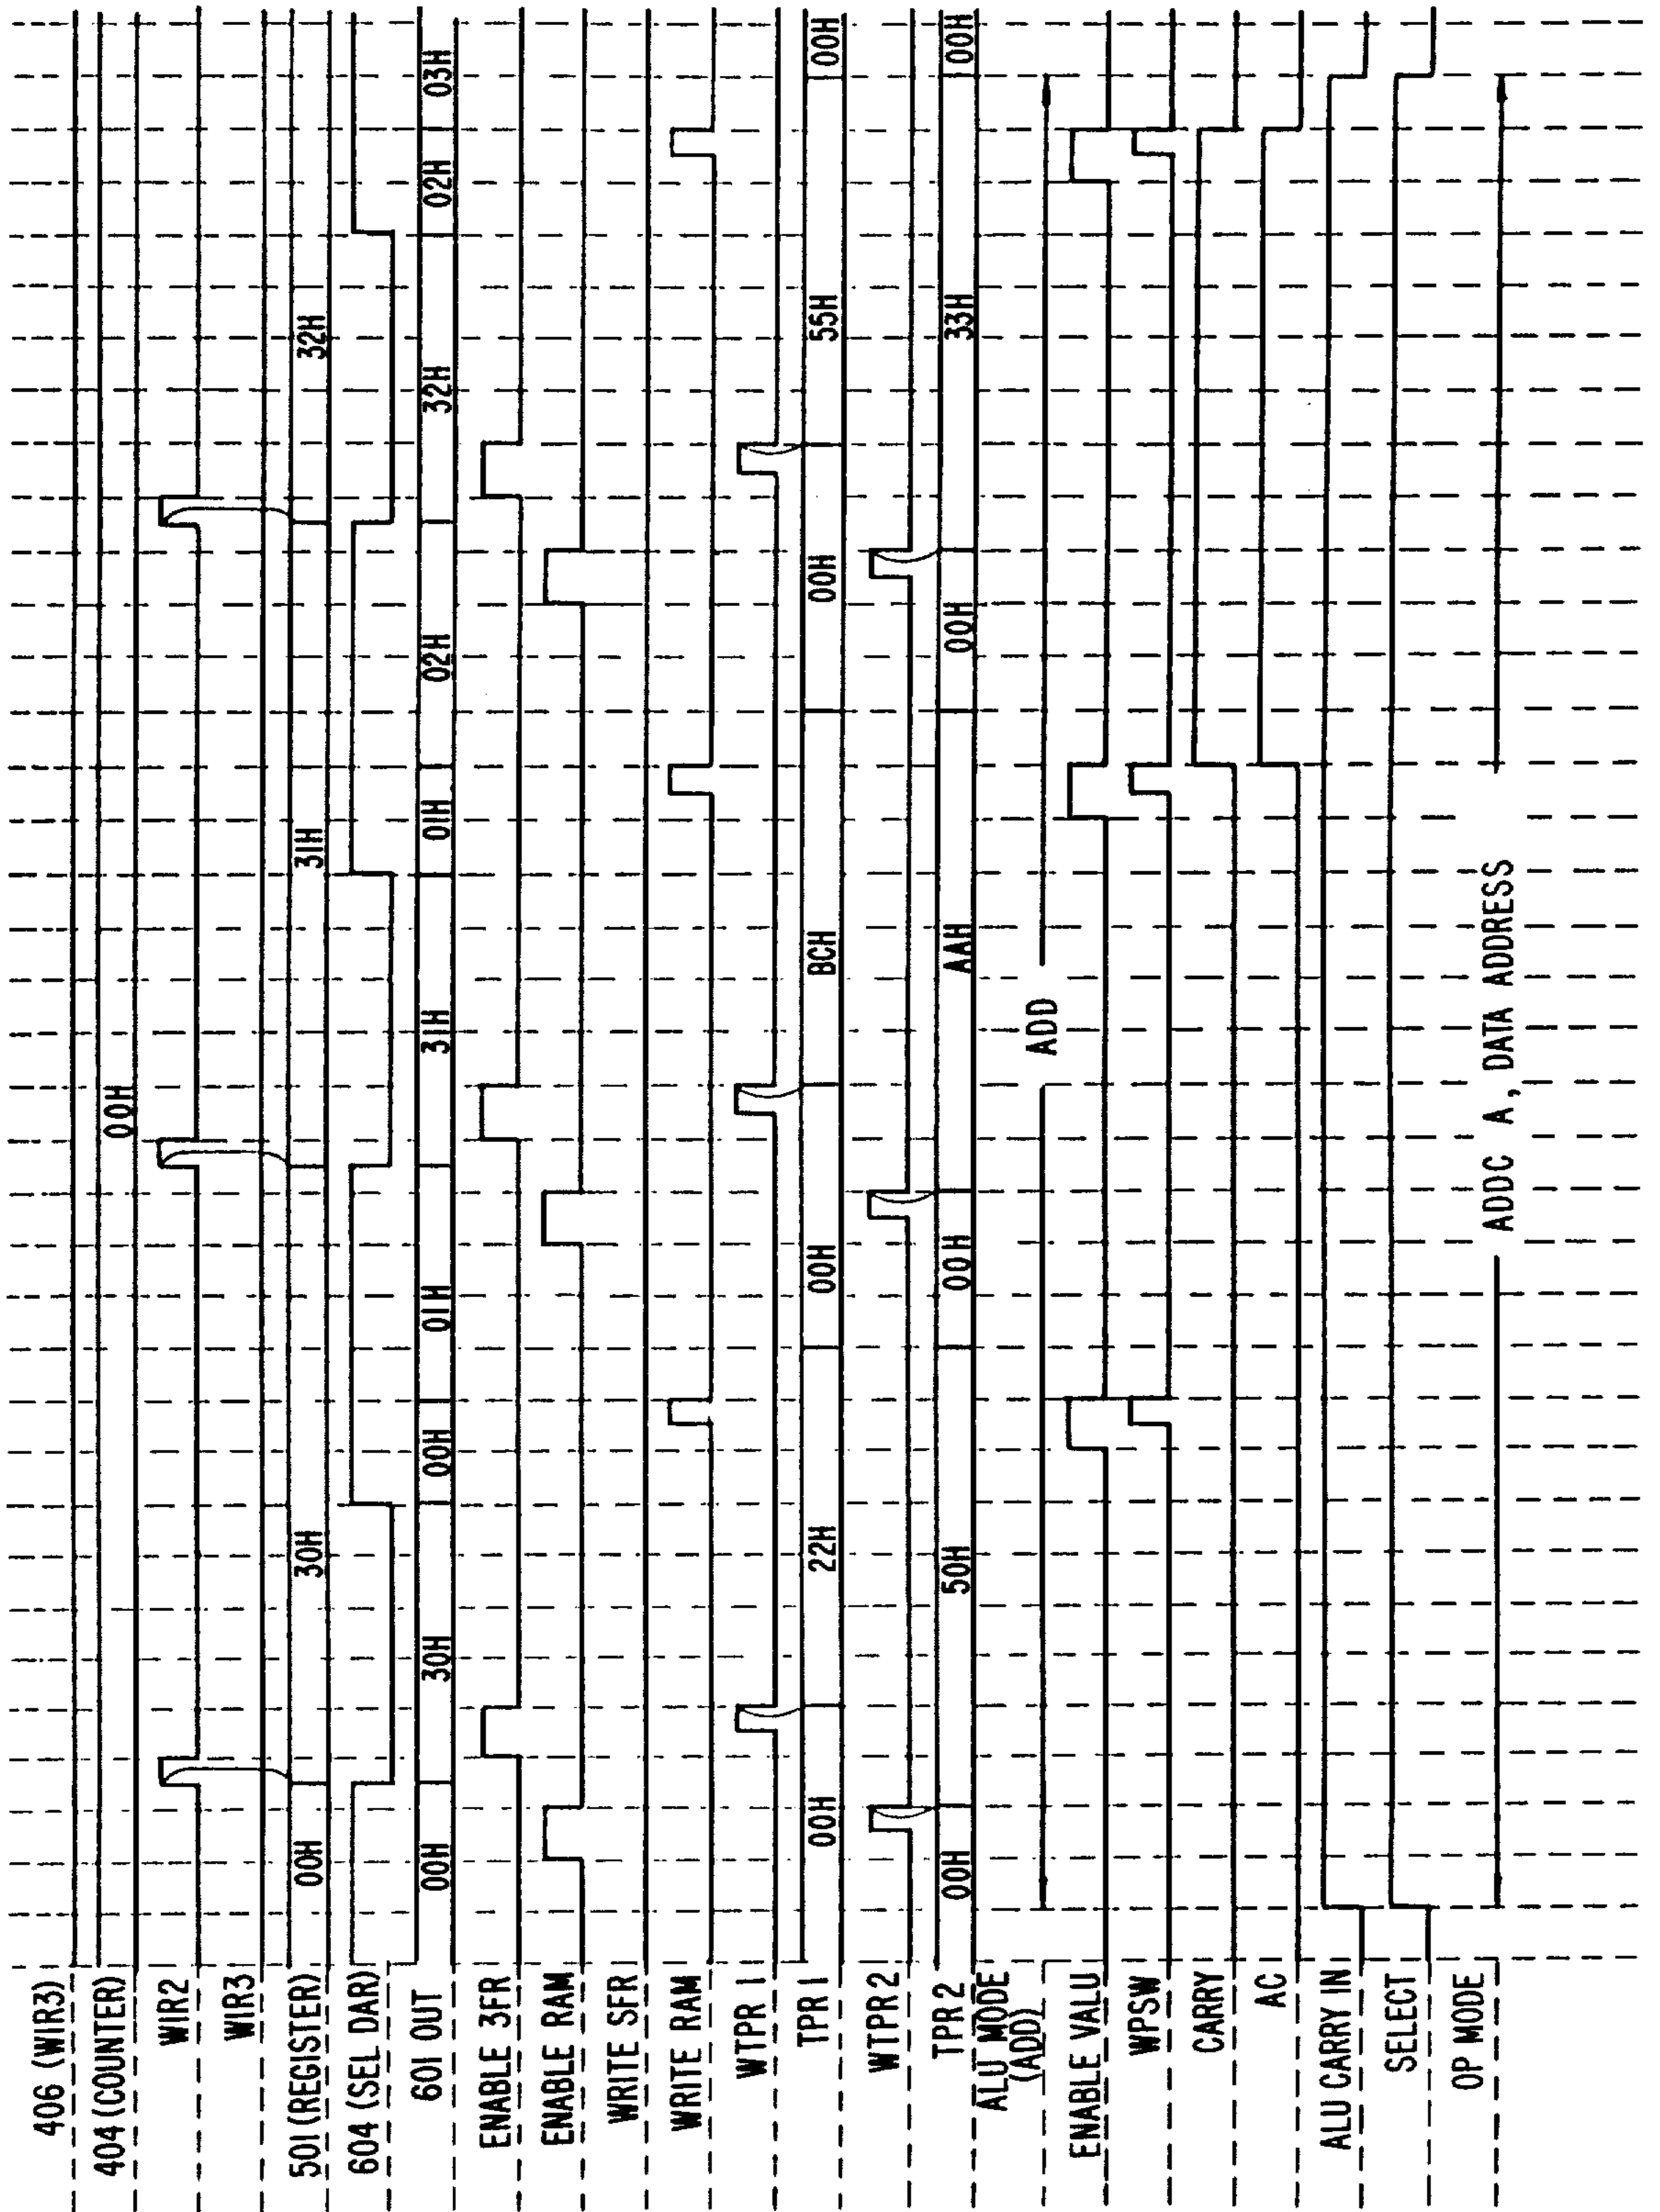 406 (WIR3)
404 (COUNTER) 00H
WIR2
WIR3
501 (REGISTER) 00H 30H 31H 32H
604 (SEL DAR)
601 OUT 00H 30H 00H 01H 31H 01H 02H 32H 02H 03H
ENABLE 3FR
ENABLE RAM
WRITE SFR
WRITE RAM
WTPR 1
TPR 1 00H 22H 00H BCH 00H 55H 00H
WTPR 2
TPR 2 00H 50H 00H AAH 00H 33H 00H
ALU MODE
(ADD) ADD
ENABLE VALU
WPSW
CARRY
AC
ALU CARRY IN
SELECT
OP MODE ADDC A, DATA ADDRESS